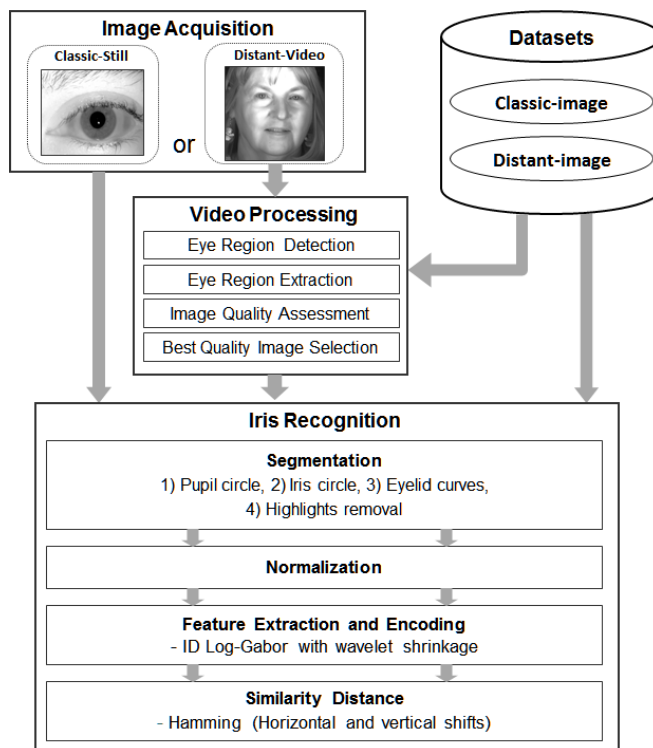 Image Acquisition
Classic-Still
Distant-Video
or
Datasets
Classic-image
Distant-image
Video Processing
Eye Region Detection
Eye Region Extraction
Image Quality Assessment
Best Quality Image Selection
Iris Recognition
Segmentation
1) Pupil circle, 2) Iris circle, 3) Eyelid curves,
4) Highlights removal
Normalization
Feature Extraction and Encoding
- ID Log-Gabor with wavelet shrinkage
Similarity Distance
- Hamming (Horizontal and vertical shifts)